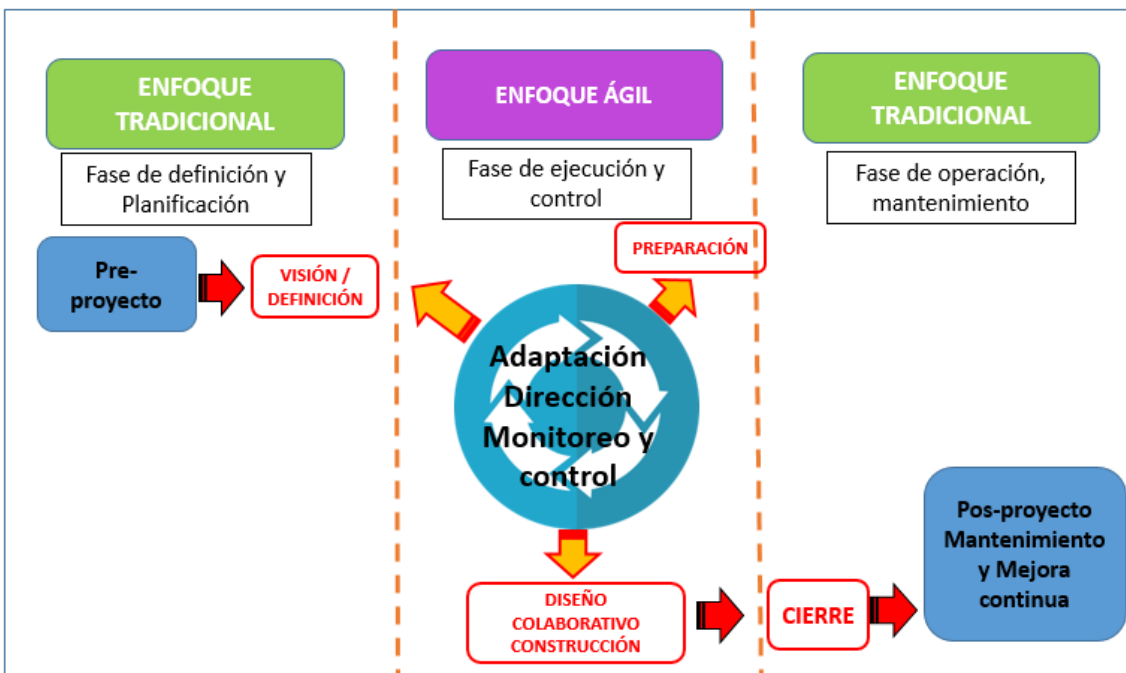 ENFOQUE
TRADICIONAL
Fase de definición y
Planificación
Pre-
proyecto
VISIÓN /
DEFINICIÓN
ENFOQUE ÁGIL
Fase de ejecución y
control
PREPARACIÓN
Adaptación
Dirección
Monitoreo y
control
DISEÑO
COLABORATIVO
CONSTRUCCIÓN
ENFOQUE
TRADICIONAL
Fase de operación,
mantenimiento
CIERRE
Pos-proyecto
Mantenimiento
y Mejora
continua